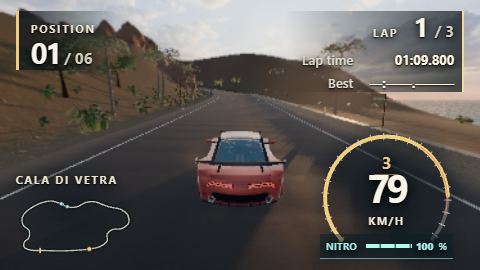 POSITION
01 / 06
LAP 1 / 3
Lap time 01:09.800
Best --:--.---
CALA DI VETRA
3
79
KM/H
NITRO 100 %